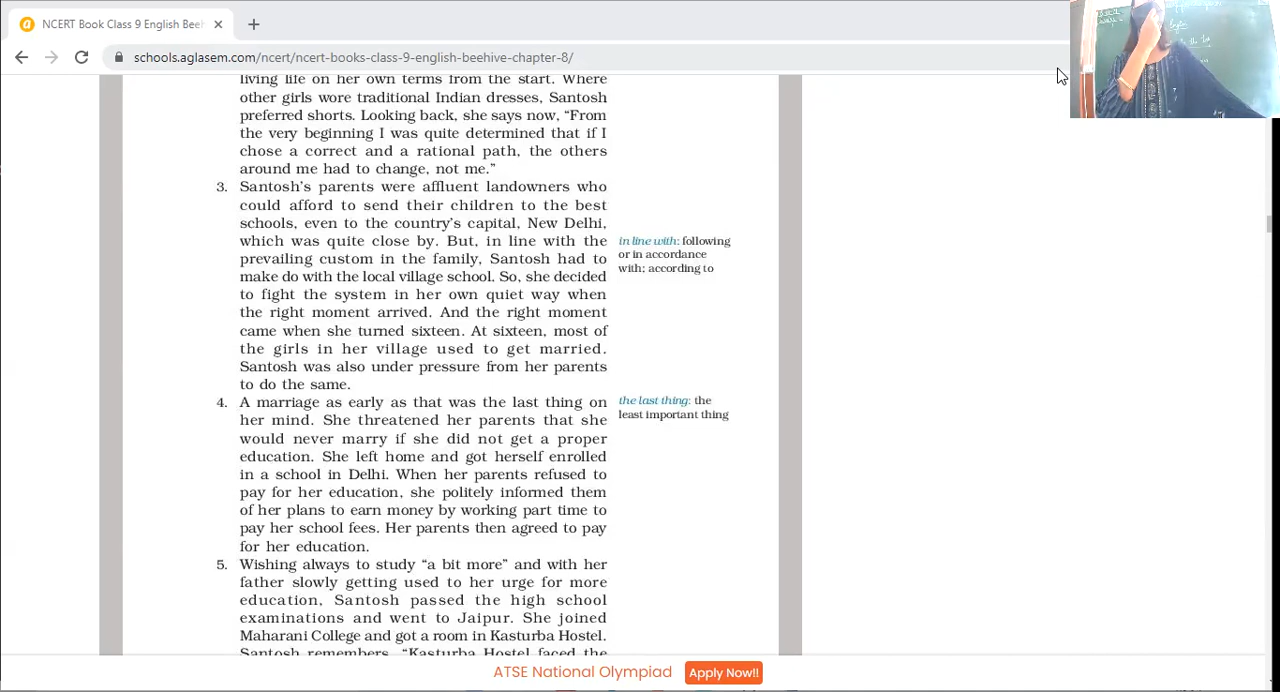 NCERT Book Class 9 English Beeh
schools.aglasem.com/ncert/ncert-books-class-9-english-beehive-chapter-8/
living life on her own terms from the start. Where
other girls wore traditional Indian dresses, Santosh
preferred shorts. Looking back, she says now, “From
the very beginning I was quite determined that if I
chose a correct and a rational path, the others
around me had to change, not me.”
3. Santosh’s parents were affluent landowners who
could afford to send their children to the best
schools, even to the country’s capital, New Delhi,
which was quite close by. But, in line with the
prevailing custom in the family, Santosh had to
make do with the local village school. So, she decided
to fight the system in her own quiet way when
the right moment arrived. And the right moment
came when she turned sixteen. At sixteen, most of
the girls in her village used to get married.
Santosh was also under pressure from her parents
to do the same.
in line with: following
or in accordance
with; according to
4. A marriage as early as that was the last thing on
her mind. She threatened her parents that she
would never marry if she did not get a proper
education. She left home and got herself enrolled
in a school in Delhi. When her parents refused to
pay for her education, she politely informed them
of her plans to earn money by working part time to
pay her school fees. Her parents then agreed to pay
for her education.
the last thing: the
least important thing
5. Wishing always to study “a bit more” and with her
father slowly getting used to her urge for more
education, Santosh passed the high school
examinations and went to Jaipur. She joined
Maharani College and got a room in Kasturba Hostel.
Santosh remembers, “Kasturba Hostel faced the
ATSE National Olympiad
Apply Now!!